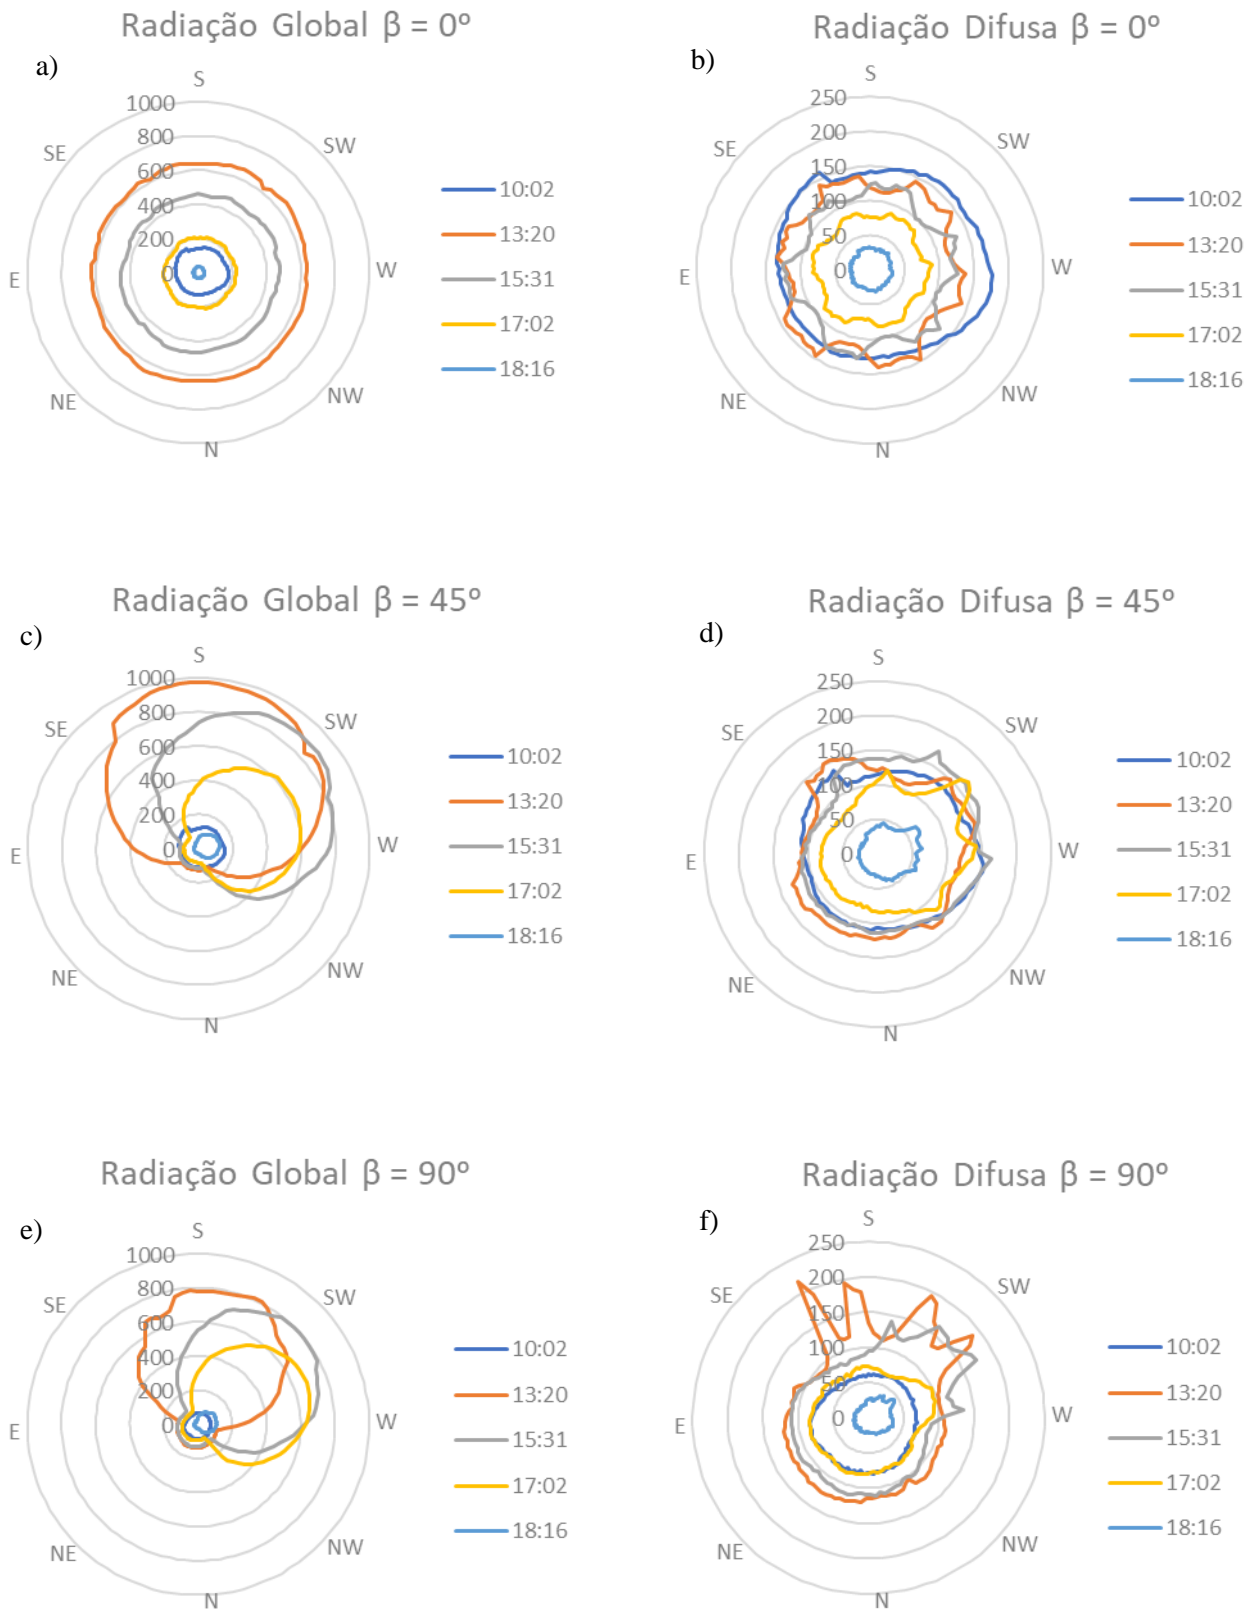 Radiação Global β = 0º
a)
S
1000
800
600
400
200
0
SE
SW
E
W
NE
NW
N
10:02
13:20
15:31
17:02
18:16
Radiação Difusa β = 0º
b)
S
250
200
150
100
50
0
SE
SW
E
W
NE
NW
N
10:02
13:20
15:31
17:02
18:16
Radiação Global β = 45º
c)
S
1000
800
600
400
200
0
SE
SW
E
W
NE
NW
N
10:02
13:20
15:31
17:02
18:16
Radiação Difusa β = 45º
d)
S
250
200
150
100
50
0
SE
SW
E
W
NE
NW
N
10:02
13:20
15:31
17:02
18:16
Radiação Global β = 90º
e)
S
1000
800
600
400
200
0
SE
SW
E
W
NE
NW
N
10:02
13:20
15:31
17:02
18:16
Radiação Difusa β = 90º
f)
S
250
200
150
100
50
0
SE
SW
E
W
NE
NW
N
10:02
13:20
15:31
17:02
18:16